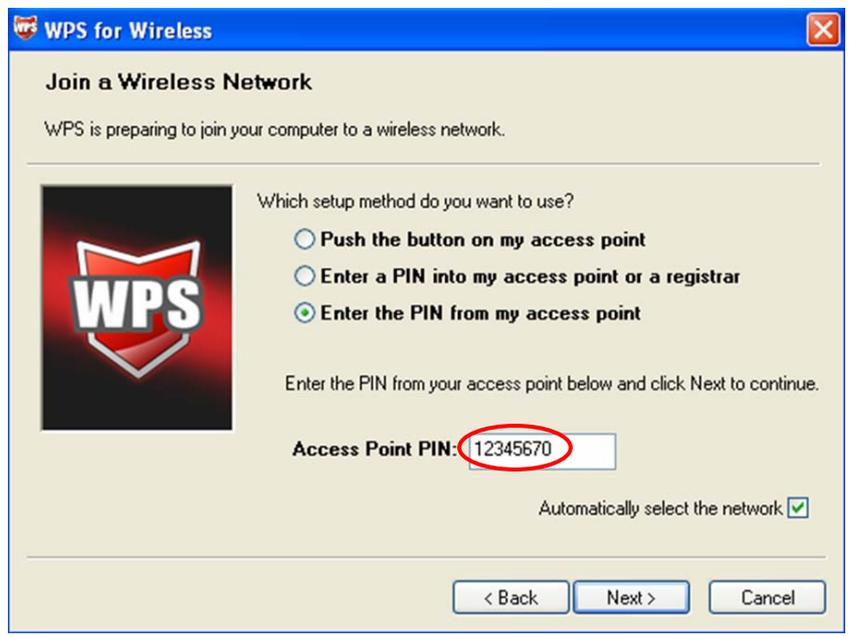 WPS for Wireless
Join a Wireless Network
WPS is preparing to join your computer to a wireless network.
WPS
Which setup method do you want to use?
Push the button on my access point
Enter a PIN into my access point or a registrar
Enter the PIN from my access point
Enter the PIN from your access point below and click Next to continue.
Access Point PIN: 12345670
Automatically select the network
< Back Next > Cancel